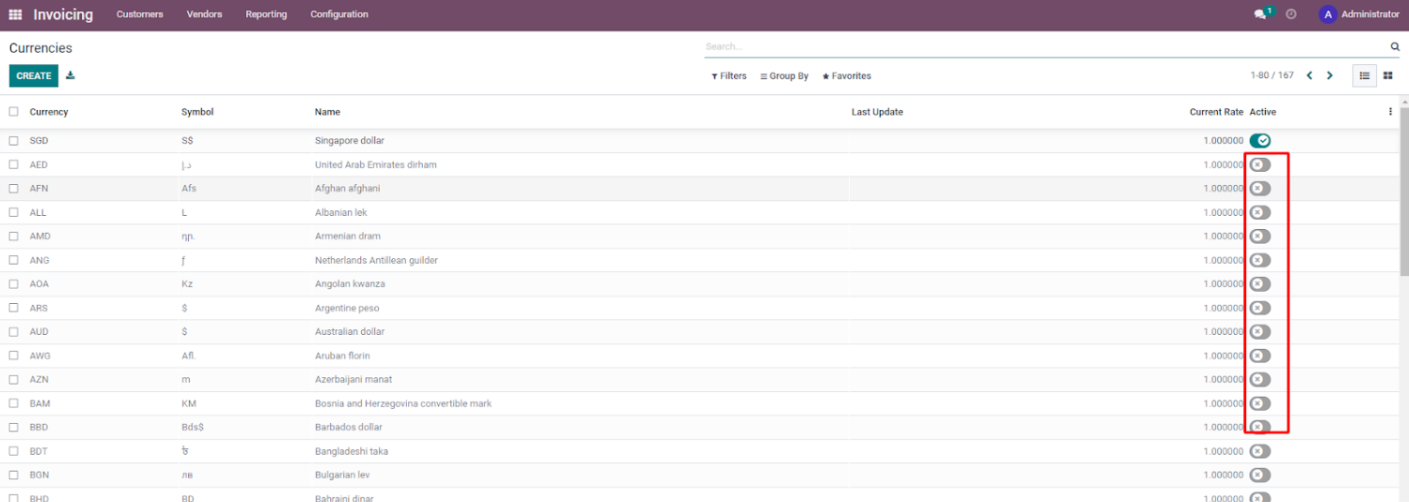 Invoicing Customers Vendors Reporting Configuration 1 A Administrator
Currencies Search...
CREATE Filters Group By Favorites 1-80 / 167
Currency Symbol Name Last Update Current Rate Active
SGD S$ Singapore dollar 1.000000
AED د.إ United Arab Emirates dirham 1.000000
AFN Afs Afghan afghani 1.000000
ALL L Albanian lek 1.000000
AMD դր. Armenian dram 1.000000
ANG ƒ Netherlands Antillean guilder 1.000000
AOA Kz Angolan kwanza 1.000000
ARS $ Argentine peso 1.000000
AUD $ Australian dollar 1.000000
AWG Afl. Aruban florin 1.000000
AZN m Azerbaijani manat 1.000000
BAM KM Bosnia and Herzegovina convertible mark 1.000000
BBD Bds$ Barbados dollar 1.000000
BDT ৳ Bangladeshi taka 1.000000
BGN лв Bulgarian lev 1.000000
BHD BD Bahraini dinar 1.000000